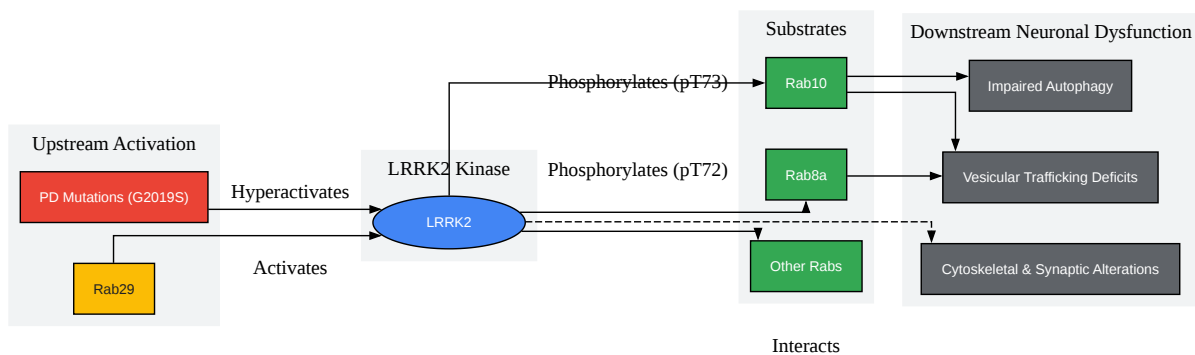 Upstream Activation
PD Mutations (G2019S)
Rab29
Hyperactivates
Activates
LRRK2 Kinase
LRRK2
Phosphorylates (pT73)
Phosphorylates (pT72)
Interacts
Substrates
Rab10
Rab8a
Other Rabs
Downstream Neuronal Dysfunction
Impaired Autophagy
Vesicular Trafficking Deficits
Cytoskeletal & Synaptic Alterations